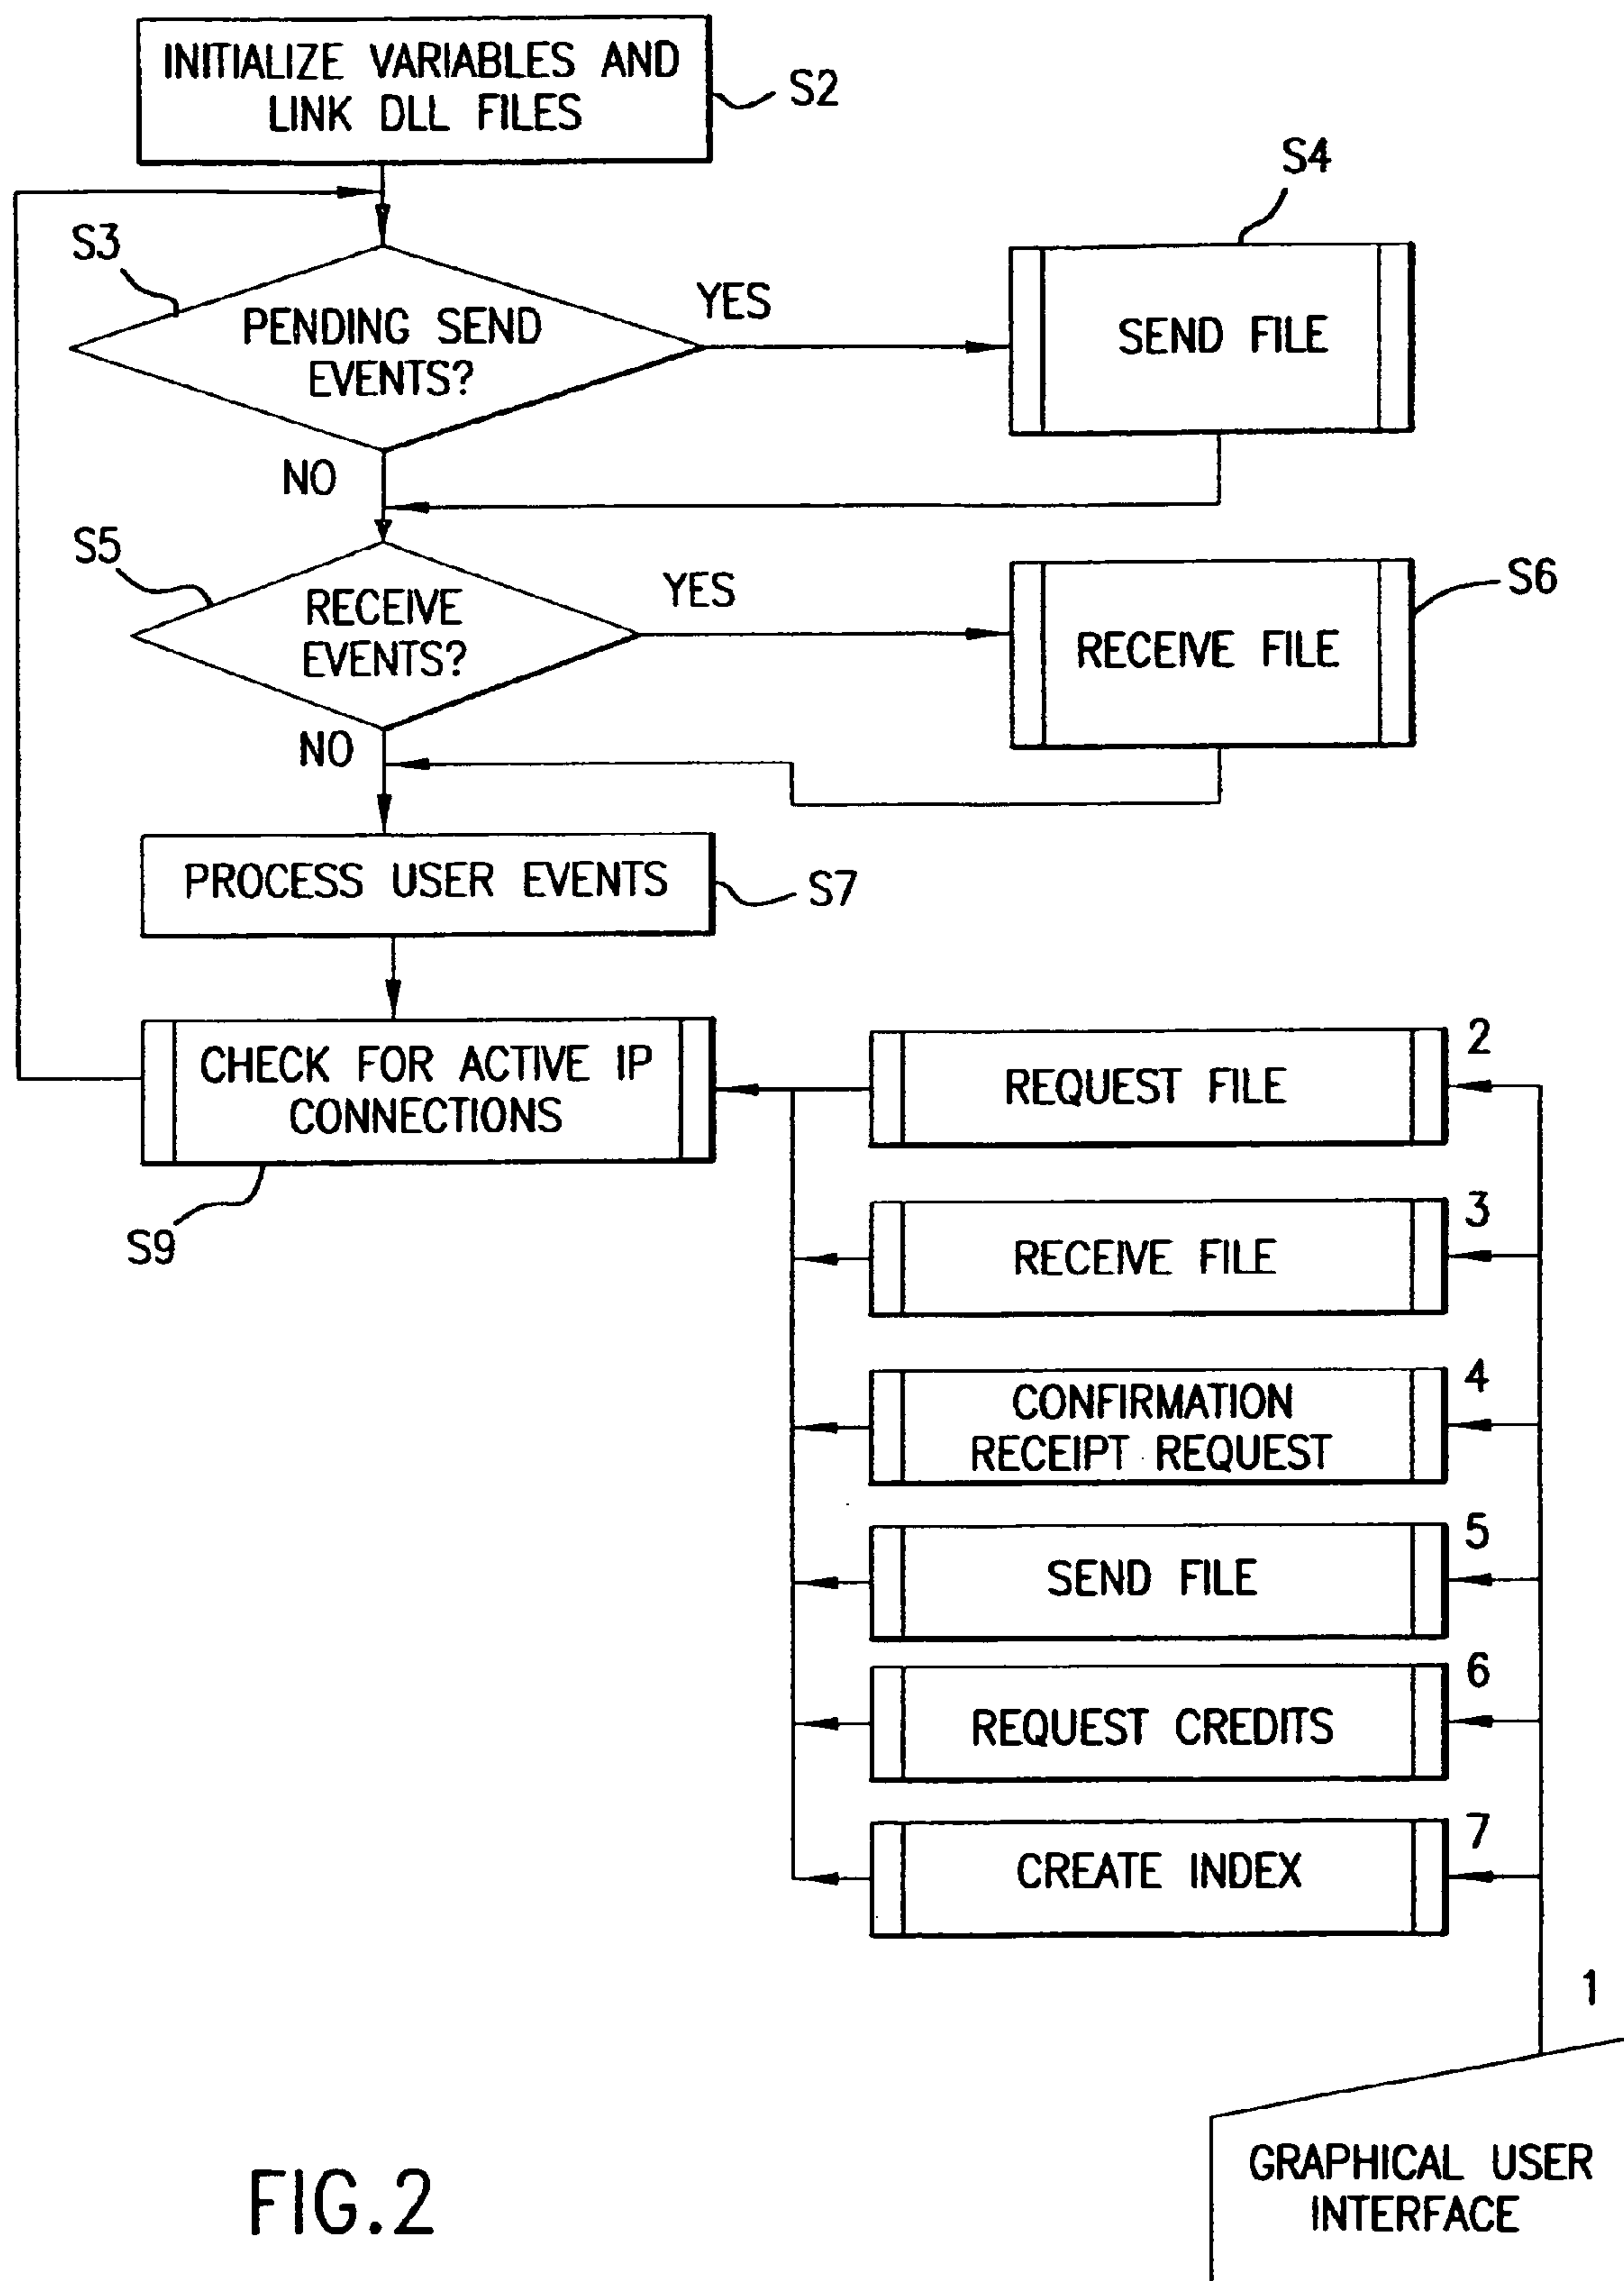 INITIALIZE VARIABLES AND
LINK DLL FILES
S2
S4
S3
PENDING SEND
EVENTS?
YES
SEND FILE
NO
S5
RECEIVE
EVENTS?
YES
RECEIVE FILE
S6
NO
PROCESS USER EVENTS
S7
CHECK FOR ACTIVE IP
CONNECTIONS
S9
REQUEST FILE
2
RECEIVE FILE
3
CONFIRMATION
RECEIPT REQUEST
4
SEND FILE
5
REQUEST CREDITS
6
CREATE INDEX
7
1
GRAPHICAL USER
INTERFACE
FIG.2